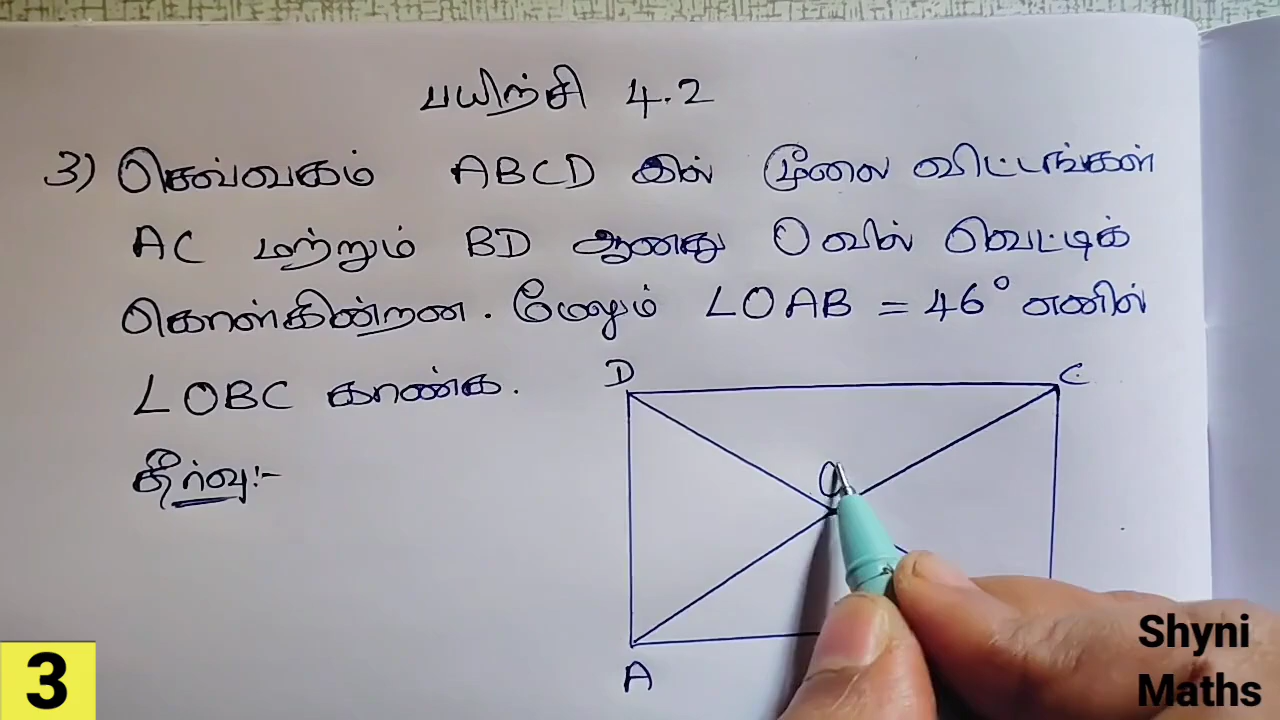 பயிற்சி 4.2
3) செவ்வகம் ABCD இல் மூலை விட்டங்கள்
AC மற்றும் BD ஆனது O வில் வெட்டிக்
கொள்கின்றன. மேலும் ∠OAB = 46° எனில்
∠OBC காண்க.
தீர்வு:-
D
C
O
A
Shyni
Maths
3